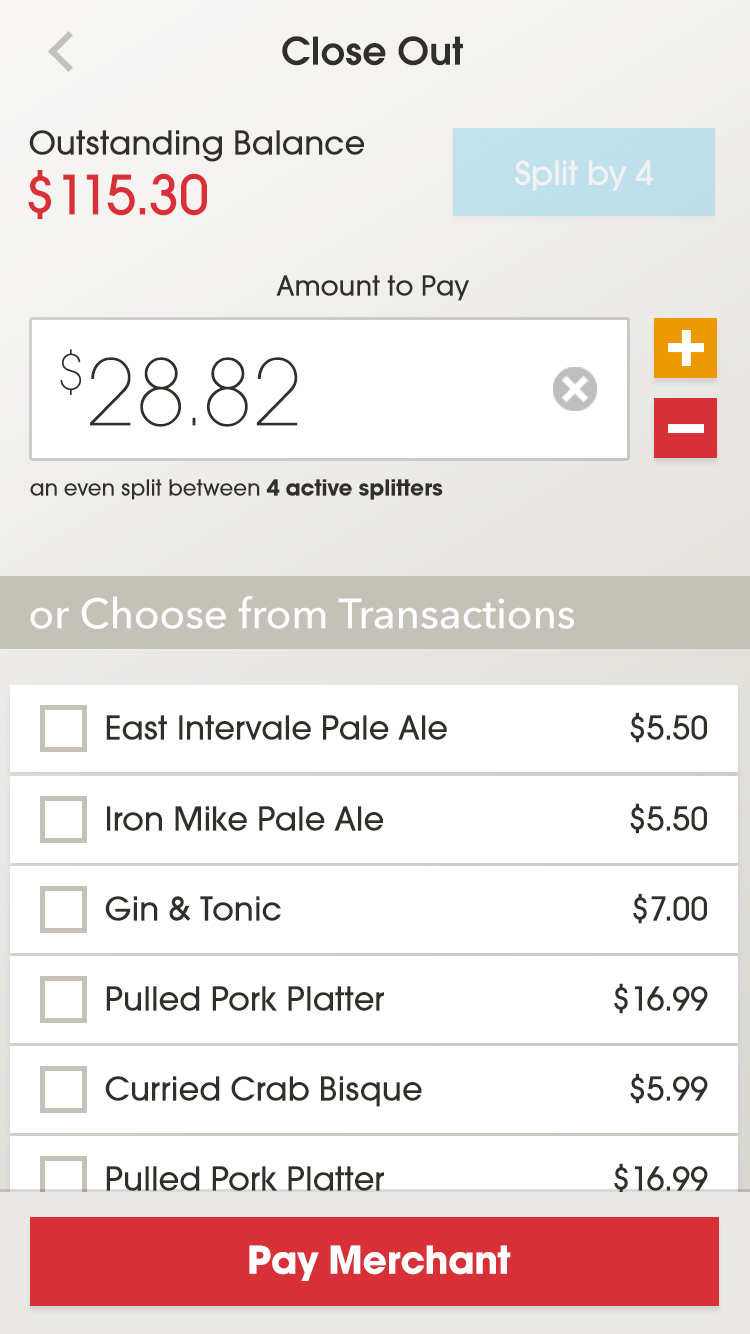 Close Out
Outstanding Balance
$115.30
Split by 4
Amount to Pay
$28.82
an even split between 4 active splitters
or Choose from Transactions
East Intervale Pale Ale $5.50
Iron Mike Pale Ale $5.50
Gin & Tonic $7.00
Pulled Pork Platter $16.99
Curried Crab Bisque $5.99
Pulled Pork Platter $16.99
Pay Merchant